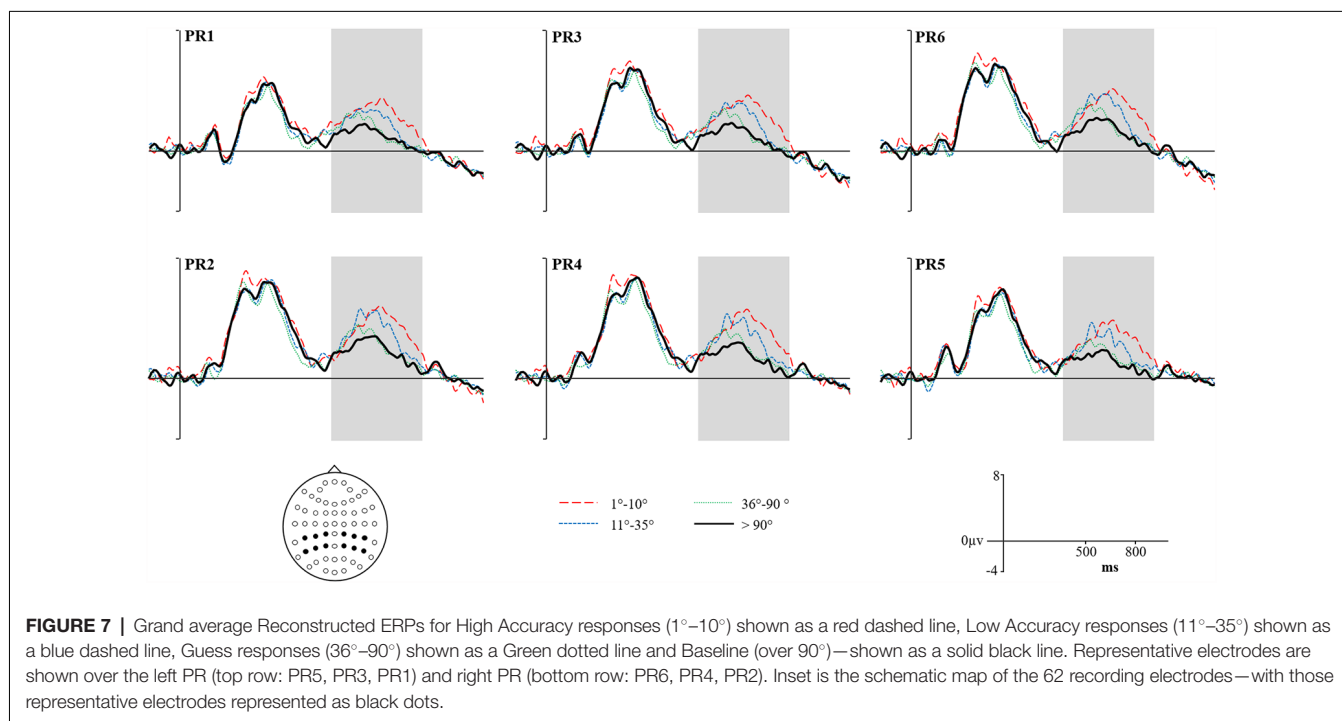 PR1
PR3
PR6
PR2
PR4
PR5
1°-10°
36°-90 °
11°-35°
> 90°
8
0µv
-4
500
800
ms
FIGURE 7 | Grand average Reconstructed ERPs for High Accuracy responses (1°–10°) shown as a red dashed line, Low Accuracy responses (11°–35°) shown as
a blue dashed line, Guess responses (36°–90°) shown as a Green dotted line and Baseline (over 90°)—shown as a solid black line. Representative electrodes are
shown over the left PR (top row: PR5, PR3, PR1) and right PR (bottom row: PR6, PR4, PR2). Inset is the schematic map of the 62 recording electrodes—with those
representative electrodes represented as black dots.